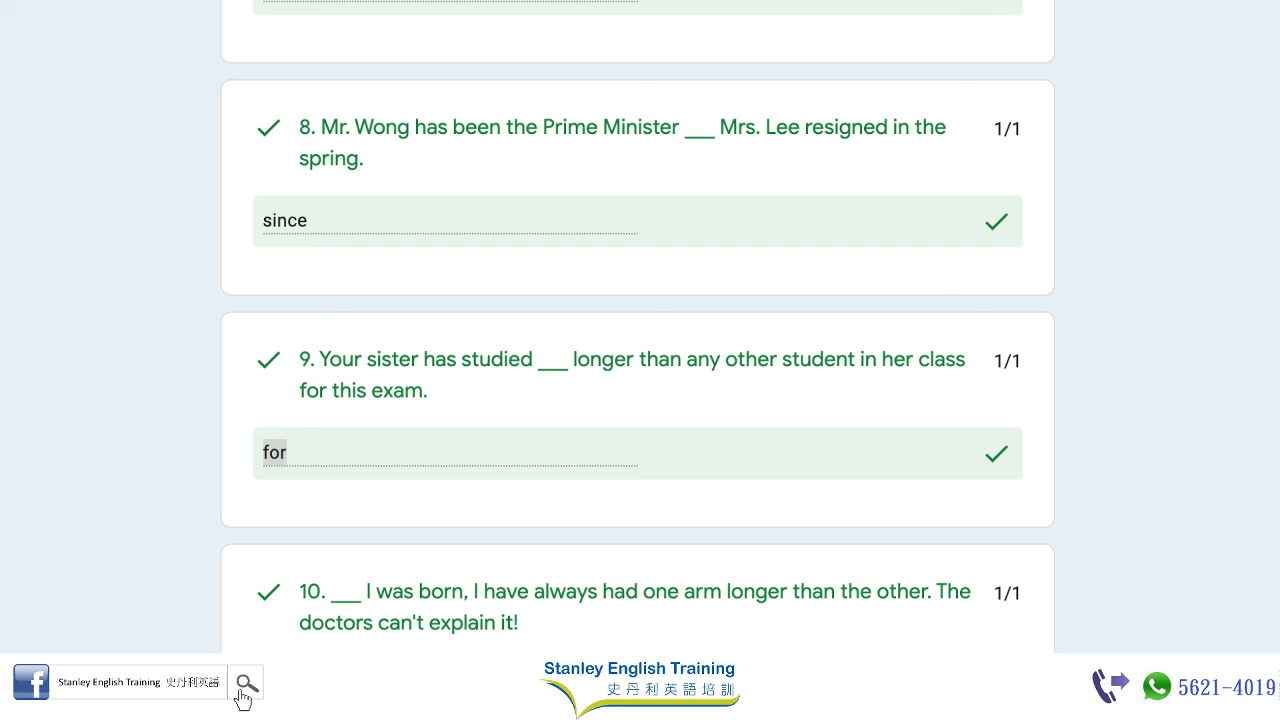 8. Mr. Wong has been the Prime Minister ___ Mrs. Lee resigned in the 1/1
spring.
since
9. Your sister has studied ___ longer than any other student in her class 1/1
for this exam.
for
10. ___ I was born, I have always had one arm longer than the other. The 1/1
doctors can't explain it!
Stanley English Training 史丹利英語
Stanley English Training
史丹利英語培訓
5621-4019